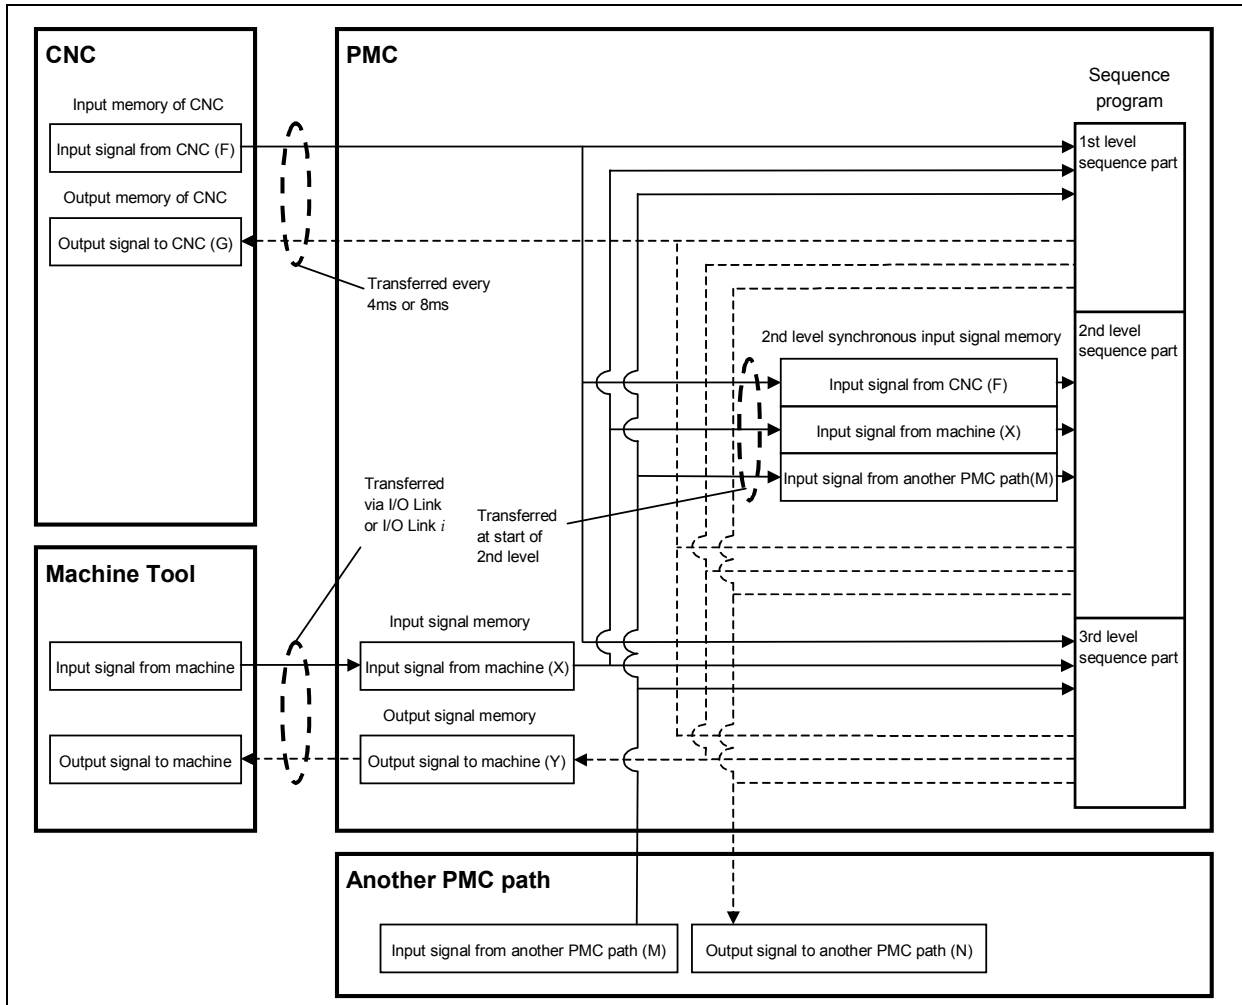 CNC
Input memory of CNC
Input signal from CNC (F)
Output memory of CNC
Output signal to CNC (G)
Transferred every
4ms or 8ms
PMC
Sequence
program
1st level
sequence part
2nd level synchronous input signal memory
Input signal from CNC (F)
Input signal from machine (X)
Input signal from another PMC path(M)
2nd level
sequence part
Transferred
via I/O Link
or I/O Link i
Transferred
at start of
2nd level
Machine Tool
Input signal from machine
Output signal to machine
Input signal memory
Input signal from machine (X)
Output signal memory
Output signal to machine (Y)
3rd level
sequence part
Another PMC path
Input signal from another PMC path (M)
Output signal to another PMC path (N)